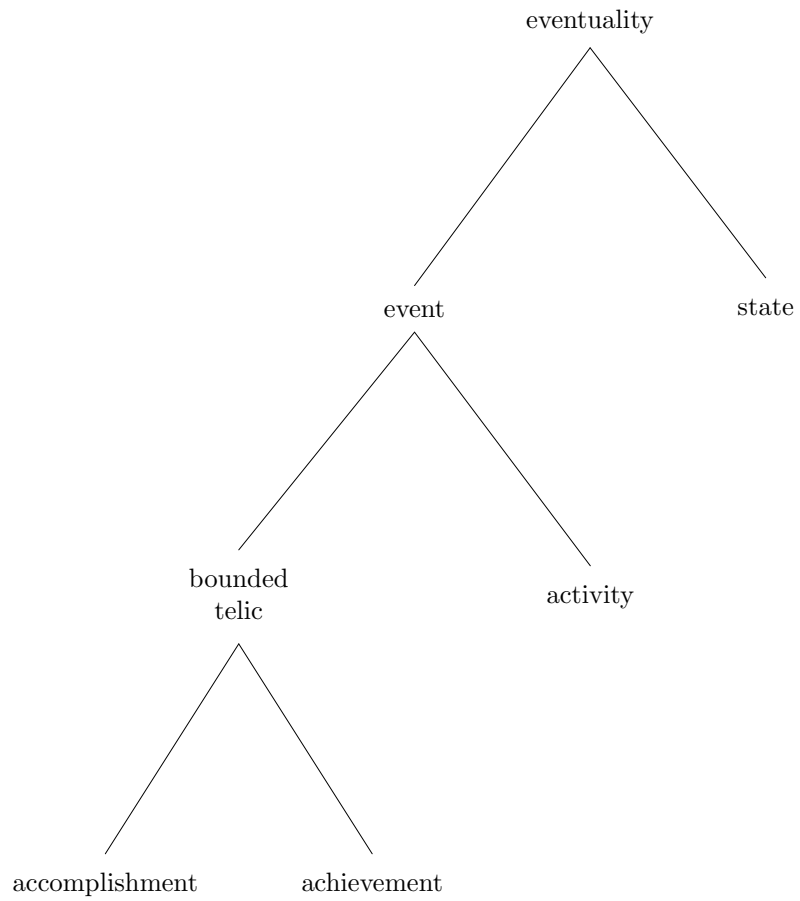 eventuality
event
state
bounded
telic
activity
accomplishment
achievement